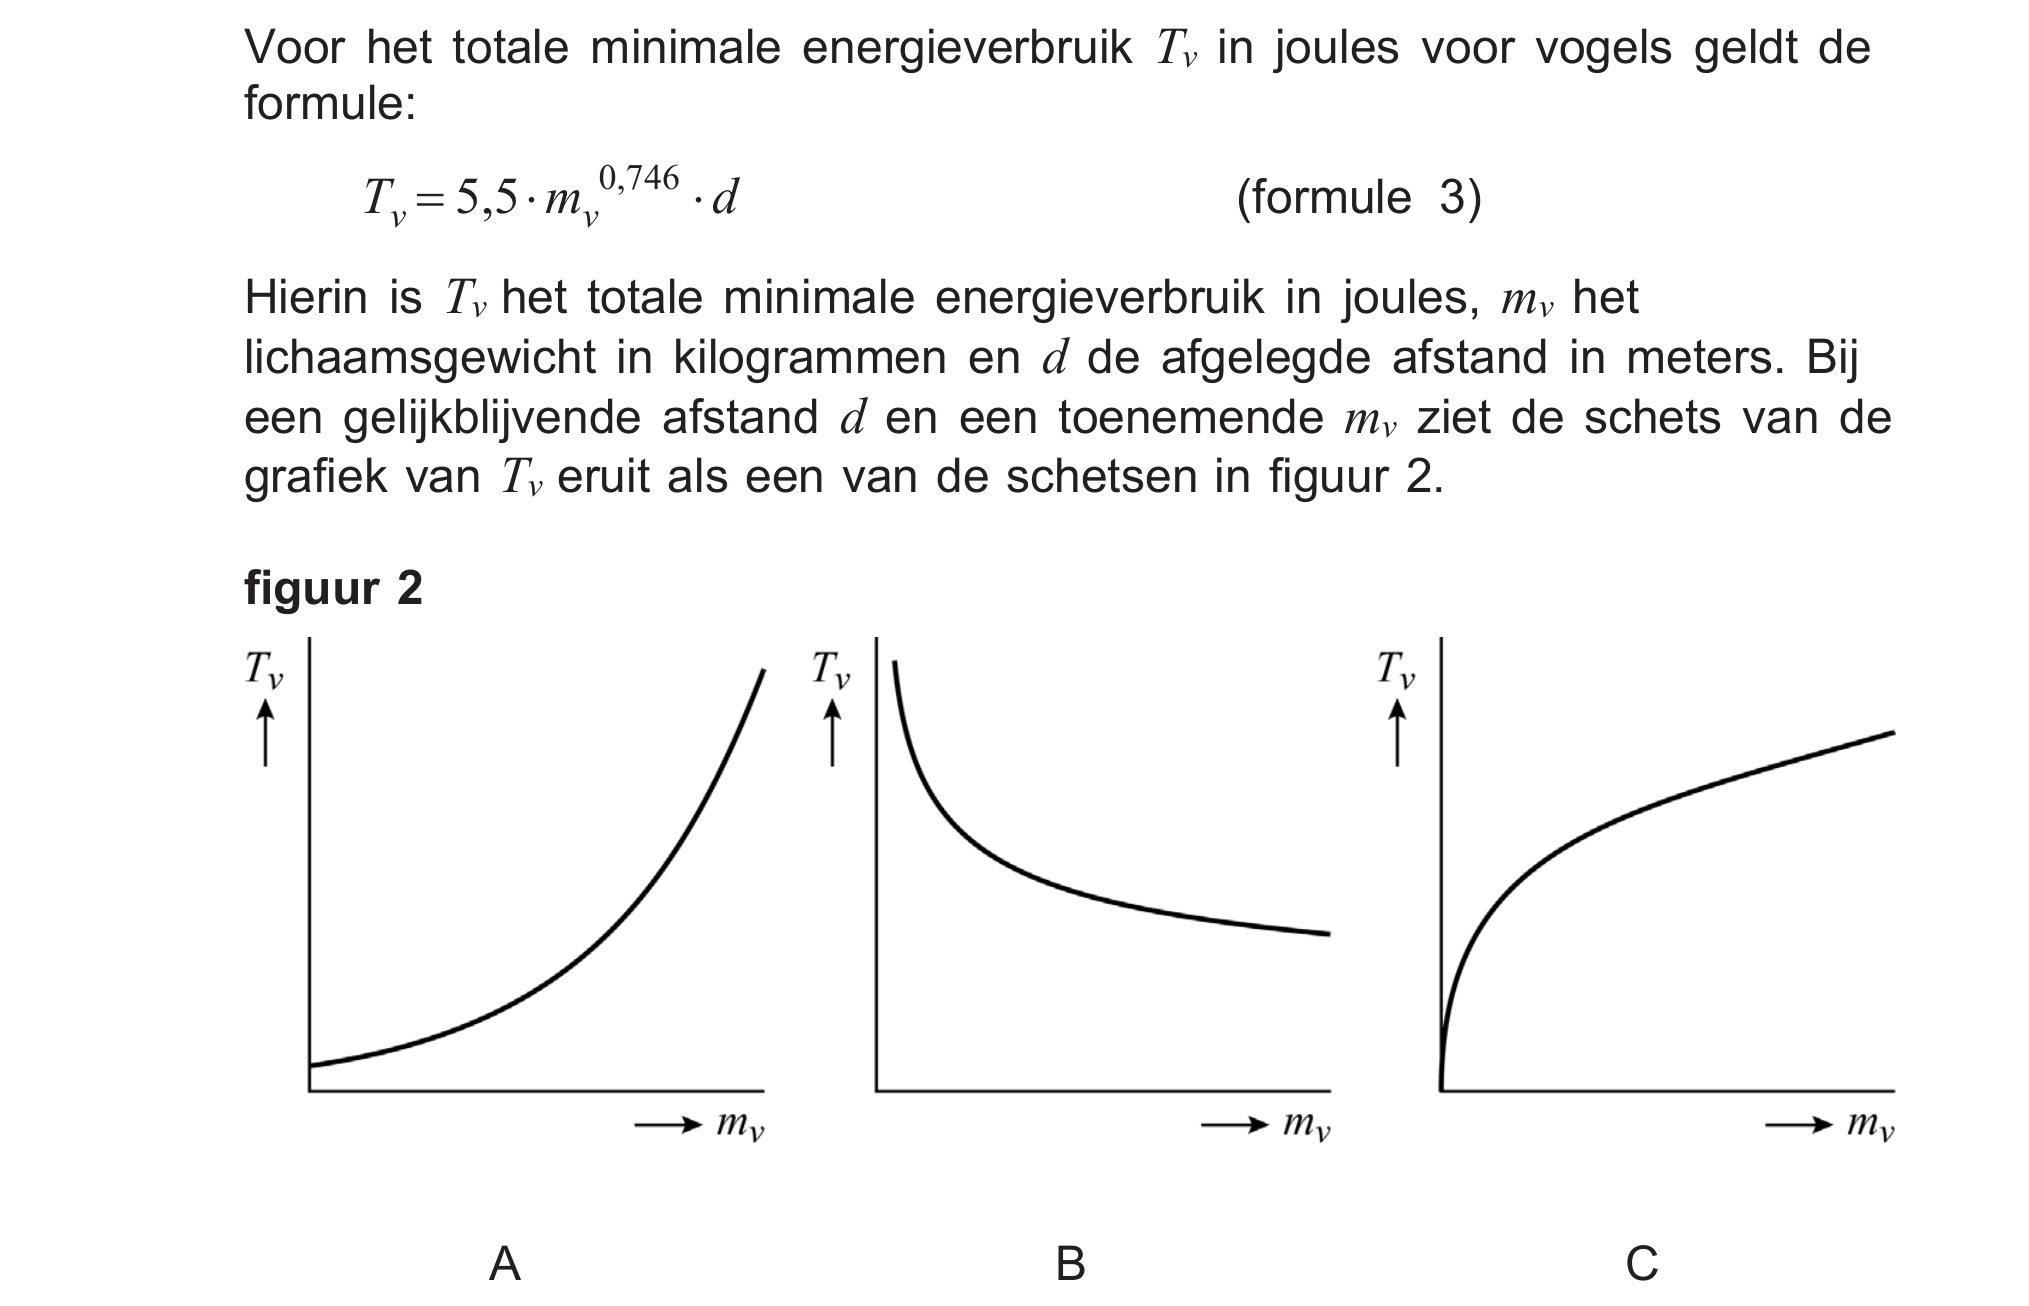 Voor het totale minimale energieverbruik Tv in joules voor vogels geldt de
formule:
Tv = 5,5 · mv^0,746 · d (formule 3)
Hierin is Tv het totale minimale energieverbruik in joules, mv het
lichaamsgewicht in kilogrammen en d de afgelegde afstand in meters. Bij
een gelijkblijvende afstand d en een toenemende mv ziet de schets van de
grafiek van Tv eruit als een van de schetsen in figuur 2.
figuur 2
Tv Tv Tv
mv mv mv
A B C